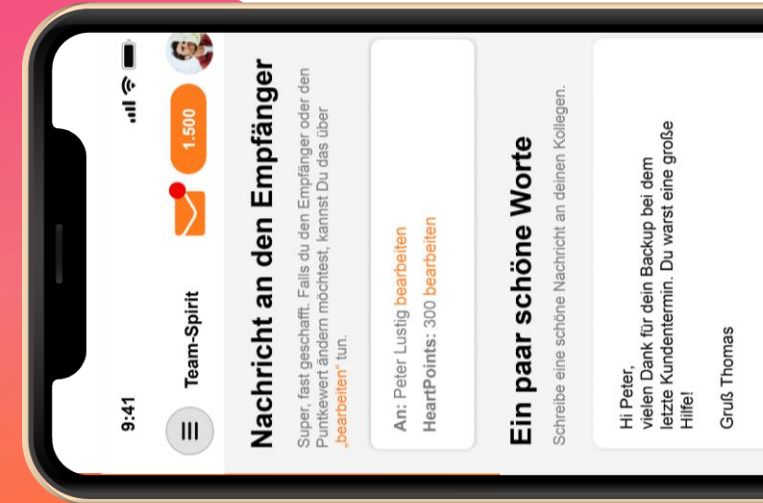 9:41
Team-Spirit
1.500
Nachricht an den Empfänger
Super, fast geschafft. Falls du den Empfänger oder den
Puntkewert ändern möchtest, kannst Du das über
„bearbeiten" tun.
An: Peter Lustig bearbeiten
HeartPoints: 300 bearbeiten
Ein paar schöne Worte
Schreibe eine schöne Nachricht an deinen Kollegen.
Hi Peter,
vielen Dank für dein Backup bei dem
letzte Kundentermin. Du warst eine große
Hilfe!
Gruß Thomas